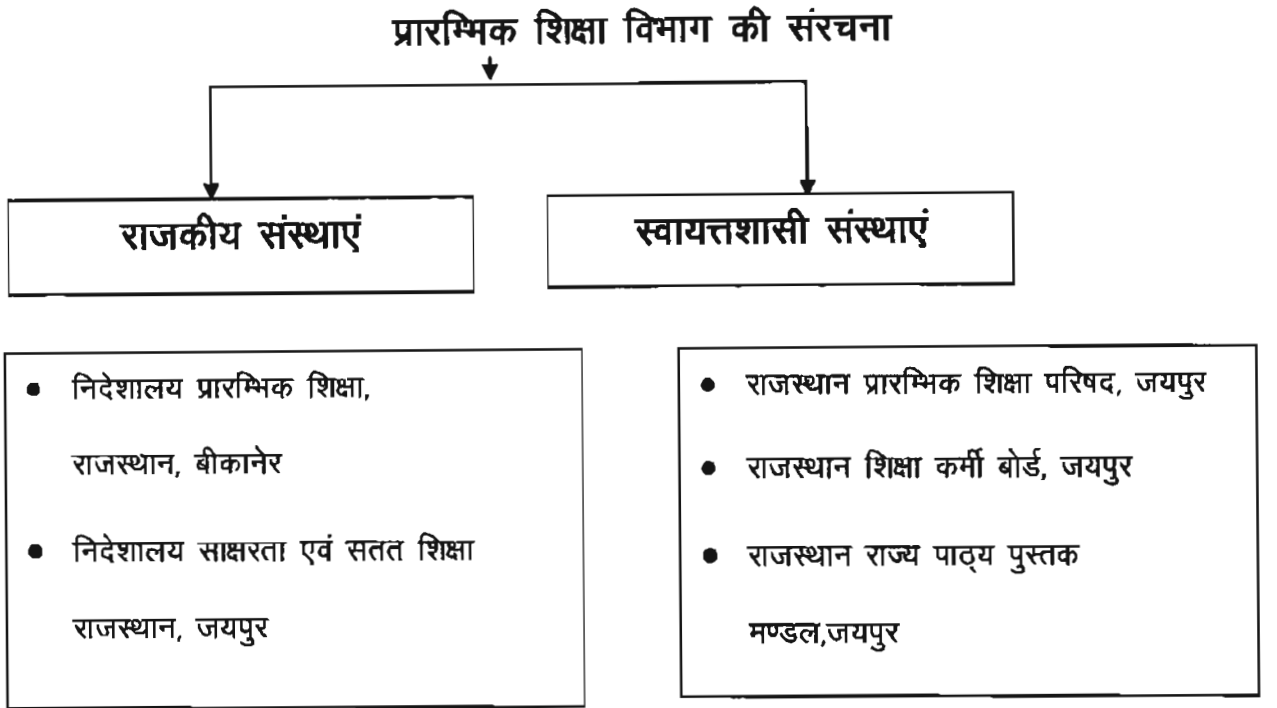 प्रारम्भिक शिक्षा विभाग की संरचना
राजकीय संस्थाएं
स्वायत्तशासी संस्थाएं
• निदेशालय प्रारम्भिक शिक्षा,
राजस्थान, बीकानेर
• निदेशालय साक्षरता एवं सतत शिक्षा
राजस्थान, जयपुर
• राजस्थान प्रारम्भिक शिक्षा परिषद, जयपुर
• राजस्थान शिक्षा कर्मी बोर्ड, जयपुर
• राजस्थान राज्य पाठ्य पुस्तक
मण्डल,जयपुर